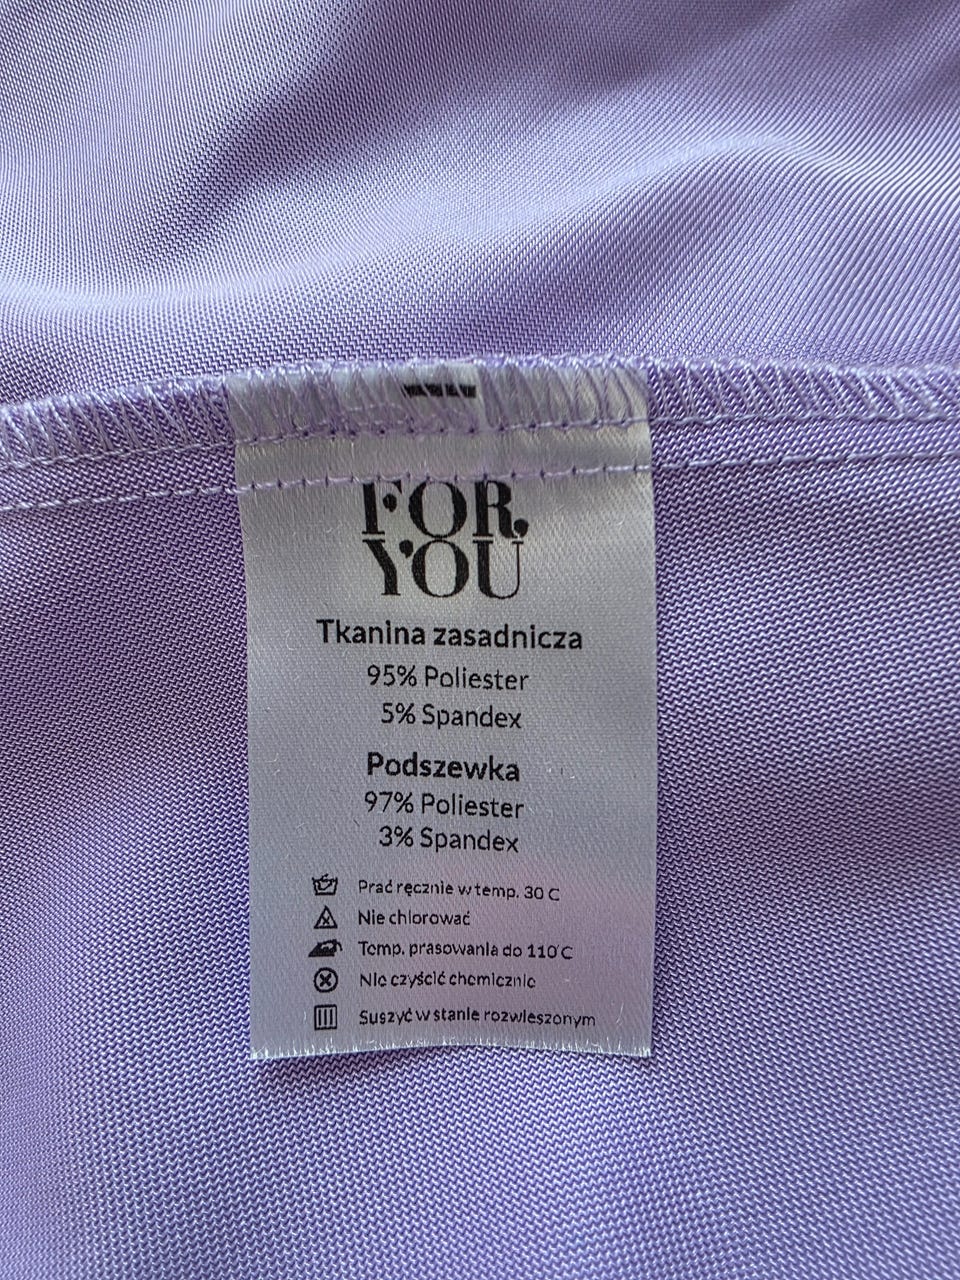 FOR
YOU
Tkanina zasadnicza
95% Poliester
5% Spandex
Podszewka
97% Poliester
3% Spandex
Prać ręcznie w temp. 30 C
Nie chlorować
Temp. prasowania do 110°C
Nie czyścić chemicznie
Suszyć w stanie rozwieszonym